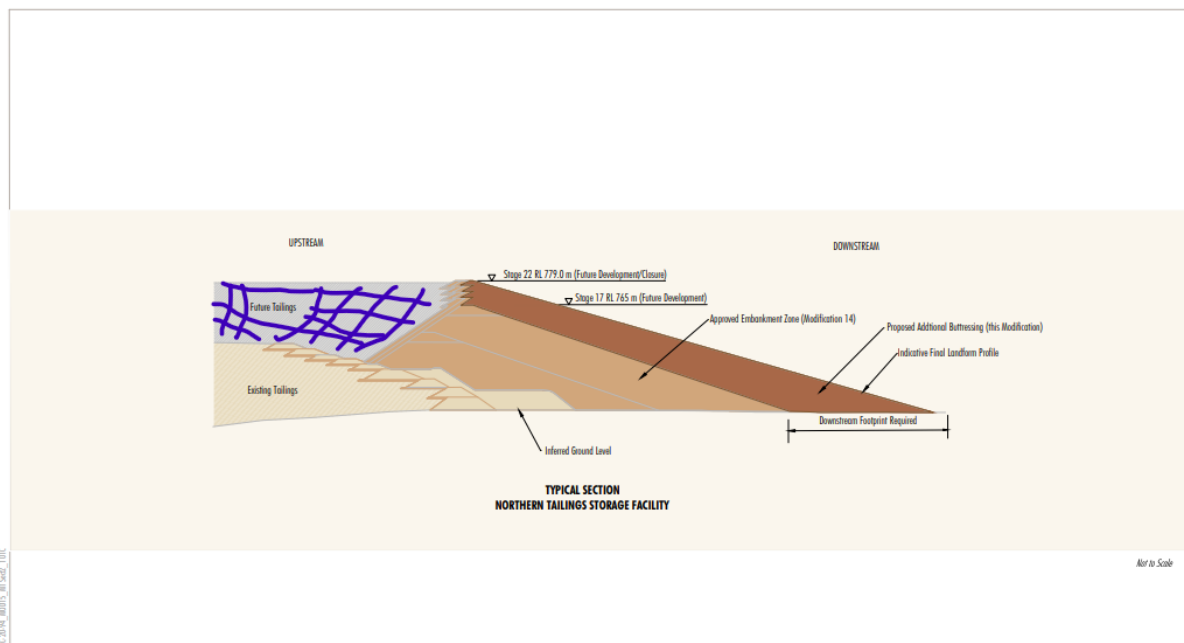 UPSTREAM
DOWNSTREAM
Stage 22 RL 779.0 m (Future Development/Closure)
Stage 17 RL 765 m (Future Development)
Future Tailings
Approved Embankment Zone (Modification 14)
Proposed Addtional Buttressing (this Modification)
Indicative Final Landform Profile
Existing Tailings
Downstream Footprint Required
Inferred Ground Level
TYPICAL SECTION
NORTHERN TAILINGS STORAGE FACILITY
Not to Scale